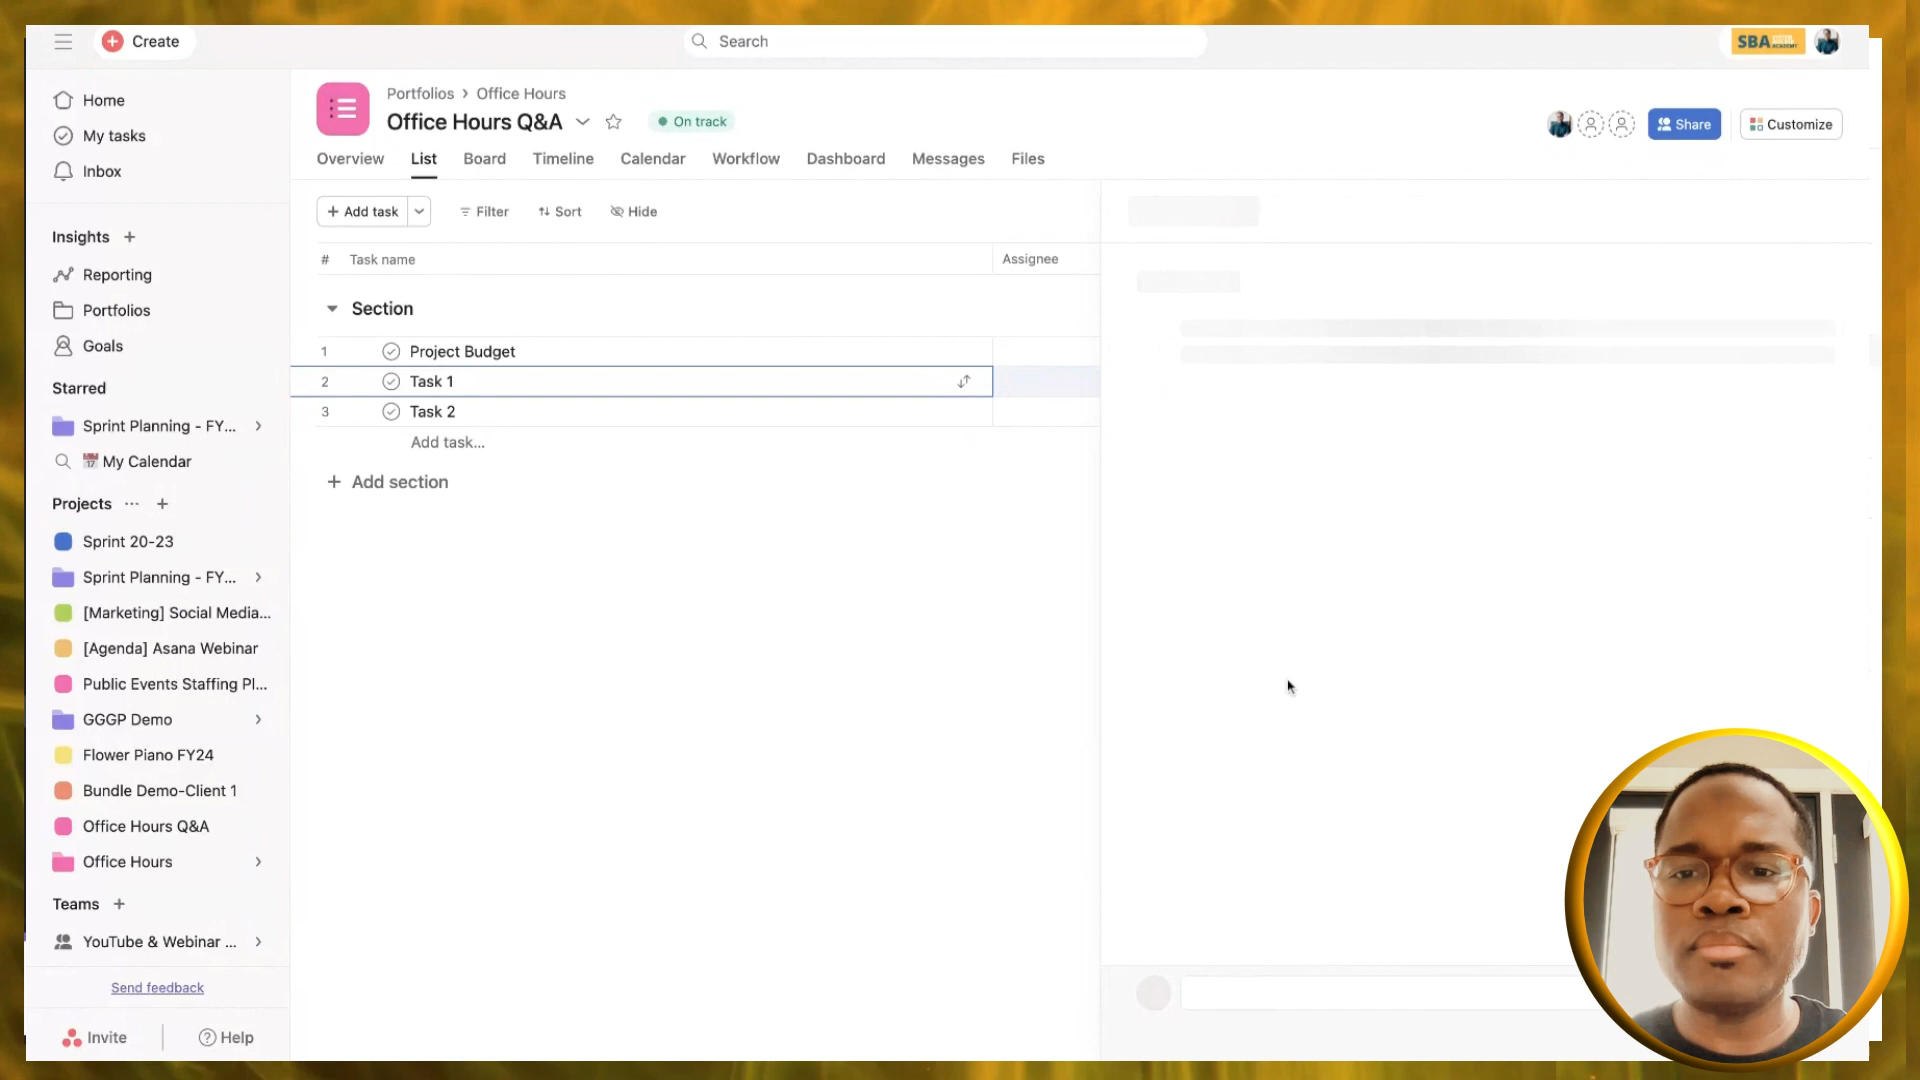 Create
Search
SBA
ACADEMY
Home
My tasks
Inbox
Insights +
Reporting
Portfolios
Goals
Starred
Sprint Planning - FY...
My Calendar
Projects ... +
Sprint 20-23
Sprint Planning - FY...
[Marketing] Social Media...
[Agenda] Asana Webinar
Public Events Staffing Pl...
GGGP Demo
Flower Piano FY24
Bundle Demo-Client 1
Office Hours Q&A
Office Hours
Teams +
YouTube & Webinar ...
Send feedback
Invite
Help
Portfolios > Office Hours
Office Hours Q&A
On track
Share
Customize
Overview
List
Board
Timeline
Calendar
Workflow
Dashboard
Messages
Files
+ Add task
Filter
Sort
Hide
# Task name
Assignee
Section
1 Project Budget
2 Task 1
3 Task 2
Add task...
+ Add section